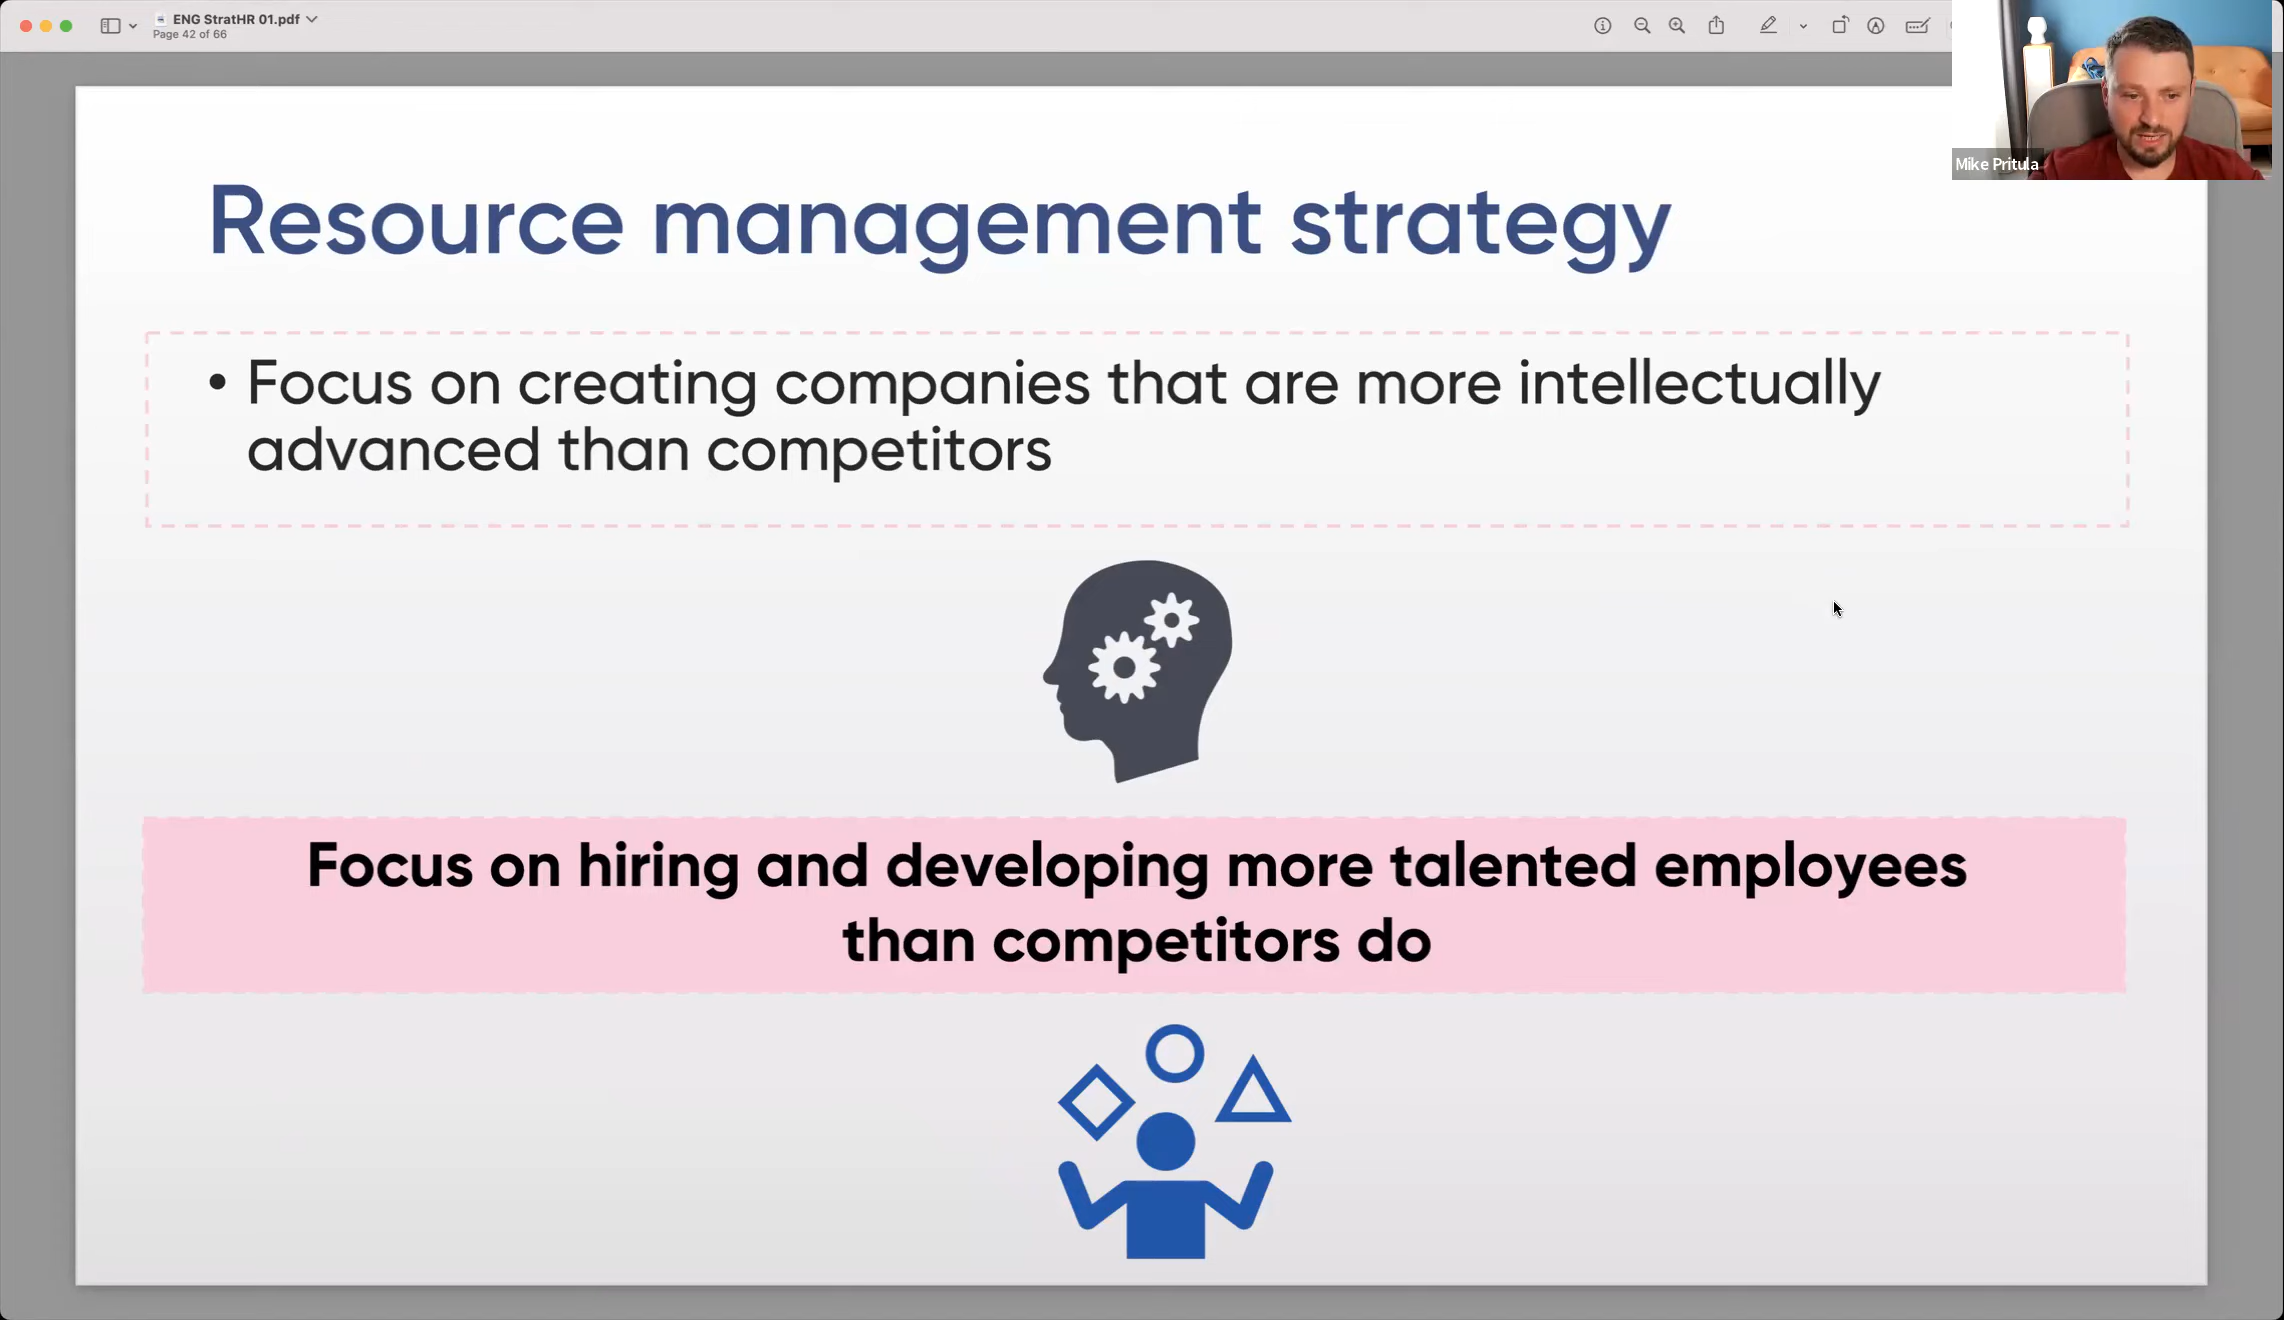 ENG StratHR 01.pdf
Page 42 of 66
Mike Pritula
Resource management strategy
• Focus on creating companies that are more intellectually
advanced than competitors
Focus on hiring and developing more talented employees
than competitors do